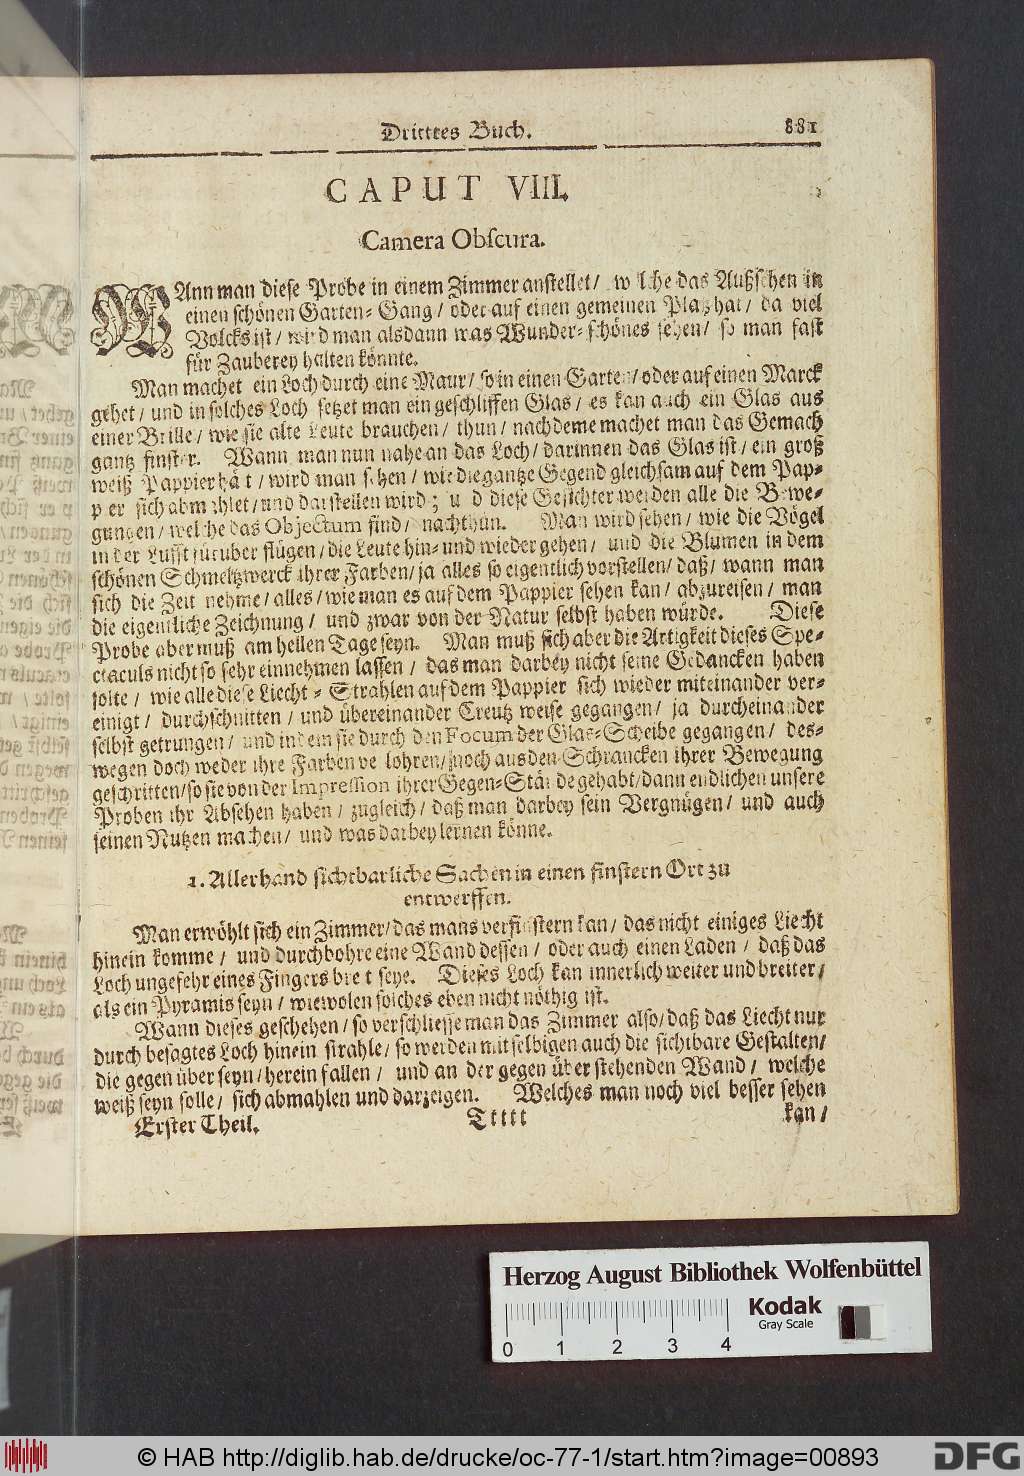 Dritttes Buch. 881
CAPUT VIII.
Camera Obscura.
WAnn man diese Probe in einem Zimmer anstellet / welche das Außsehen in
einen schönen Garten-Gang / oder auf einen gemeinen Platz hat / da viel
Volcks ist / wird man alsdann was Wunder-schönes sehen / so man fast
für Zauberey halten könnte.
Man machet ein Loch durch eine Maur / so in einen Garten / oder auf einen Marck
gehet / und in solches Loch setzet man ein geschliffen Glas / es kan auch ein Glas aus
einer Brille / wie sie alte Leute brauchen / thun / nachdeme machet man das Gemach
gantz finster. Wann man nun nahe an das Loch / darinnen das Glas ist / ein groß
weiß Pappier hält / wird man sehen / wie die gantze Gegend gleichsam auf dem Pap-
pier sich abmahlet / und darstellen wird; und diese Gesichter werden alle die Bewe-
gungen / welche das Objectum sind / nachthun. Man wird sehen / wie die Vögel
in der Lufft fürüber flügen / die Leute hin- und wieder gehen / und die Blumen in dem
schönen Schmeltzwerck ihrer Farben / ja alles so eigentlich vorstellen / daß / wann man
sich die Zeit nehme / alles / wie man es auf dem Pappier sehen kan / abzureisen / man
die eigentliche Zeichnung / und zwar von der Natur selbst haben würde. Diese
Probe aber muß am hellen Tage seyn. Man muß sich aber die Artigkeit dieses Spe-
ctaculs nicht so sehr einnehmen lassen / das man darbey nicht seine Gedancken haben
solte / wie alle diese Liecht-Strahlen auf dem Pappier sich wieder miteinander ver-
einigt / durchschnitten / und übereinander Creutz weise gegangen / ja durcheinander
selbst getrungen / und indem sie durch den Focum der Glas-Scheibe gegangen / des-
wegen doch weder ihre Farben velohren / noch aus den Schrancken ihrer Bewegung
geschritten / so sie von der Impression ihrer Gegen-Stände gehabt / dann endlichen unsere
Proben ihr Absehen haben / zugleich / daß man darbey sein Vergnügen / und auch
seinen Nutzen machen / und was darbey lernen könne.
1. Allerhand sichtbarliche Sachen in einen finstern Ort zu
entwerffen.
Man erwöhlt sich ein Zimmer / das mans verfinstern kan / das nicht einiges Liecht
hinein komme / und durchbohre eine Wand dessen / oder auch einen Laden / daß das
Loch ungefehr eines Fingers breit seye. Dieses Loch kan innerlich weiter und breiter /
als ein Pyramis seyn / wiewolen solches eben nicht nöthig ist.
Wann dieses geschehen / so verschliesse man das Zimmer also / daß das Liecht nur
durch besagtes Loch hinein strahle / so werden mit selbigen auch die sichtbare Gestalten /
die gegen über seyn / herein fallen / und an der gegen über stehenden Wand / welche
weiß seyn solle / sich abmahlen und darzeigen. Welches man noch viel besser sehen
Erster Theil. Ttttt kan /
Herzog August Bibliothek Wolfenbüttel
Kodak
Gray Scale
0 1 2 3 4
© HAB http://diglib.hab.de/drucke/oc-77-1/start.htm?image=00893 DFG